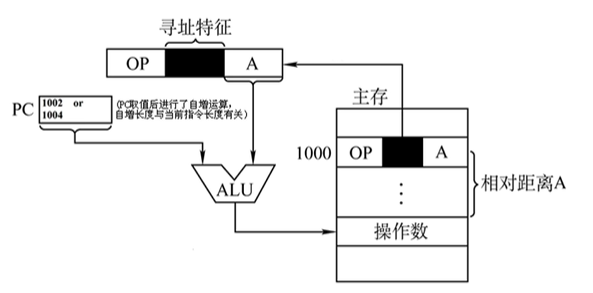 寻址特征
OP
A
主存
PC
1002 or
1004
(PC取值后进行了自增运算,
自增长度与当前指令长度有关)
1000
OP
A
ALU
⋮
相对距离A
操作数